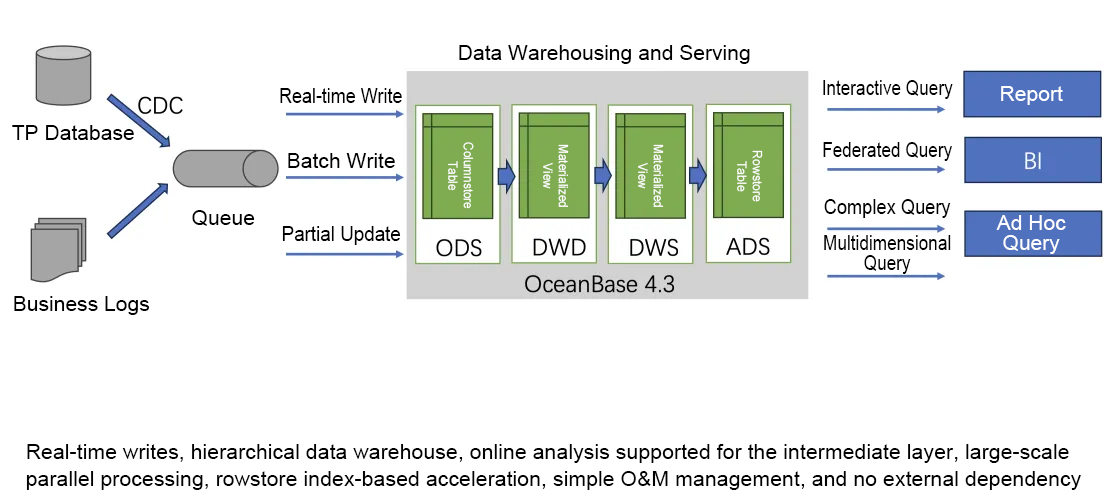 Data Warehousing and Serving
TP Database
CDC
Queue
Business Logs
Real-time Write
Batch Write
Partial Update
Columnstore
Table
ODS
Materialized
View
DWD
Materialized
View
DWS
Rowstore
Table
ADS
OceanBase 4.3
Interactive Query
Federated Query
Complex Query
Multidimensional
Query
Report
BI
Ad Hoc
Query
Real-time writes, hierarchical data warehouse, online analysis supported for the intermediate layer, large-scale
parallel processing, rowstore index-based acceleration, simple O&M management, and no external dependency